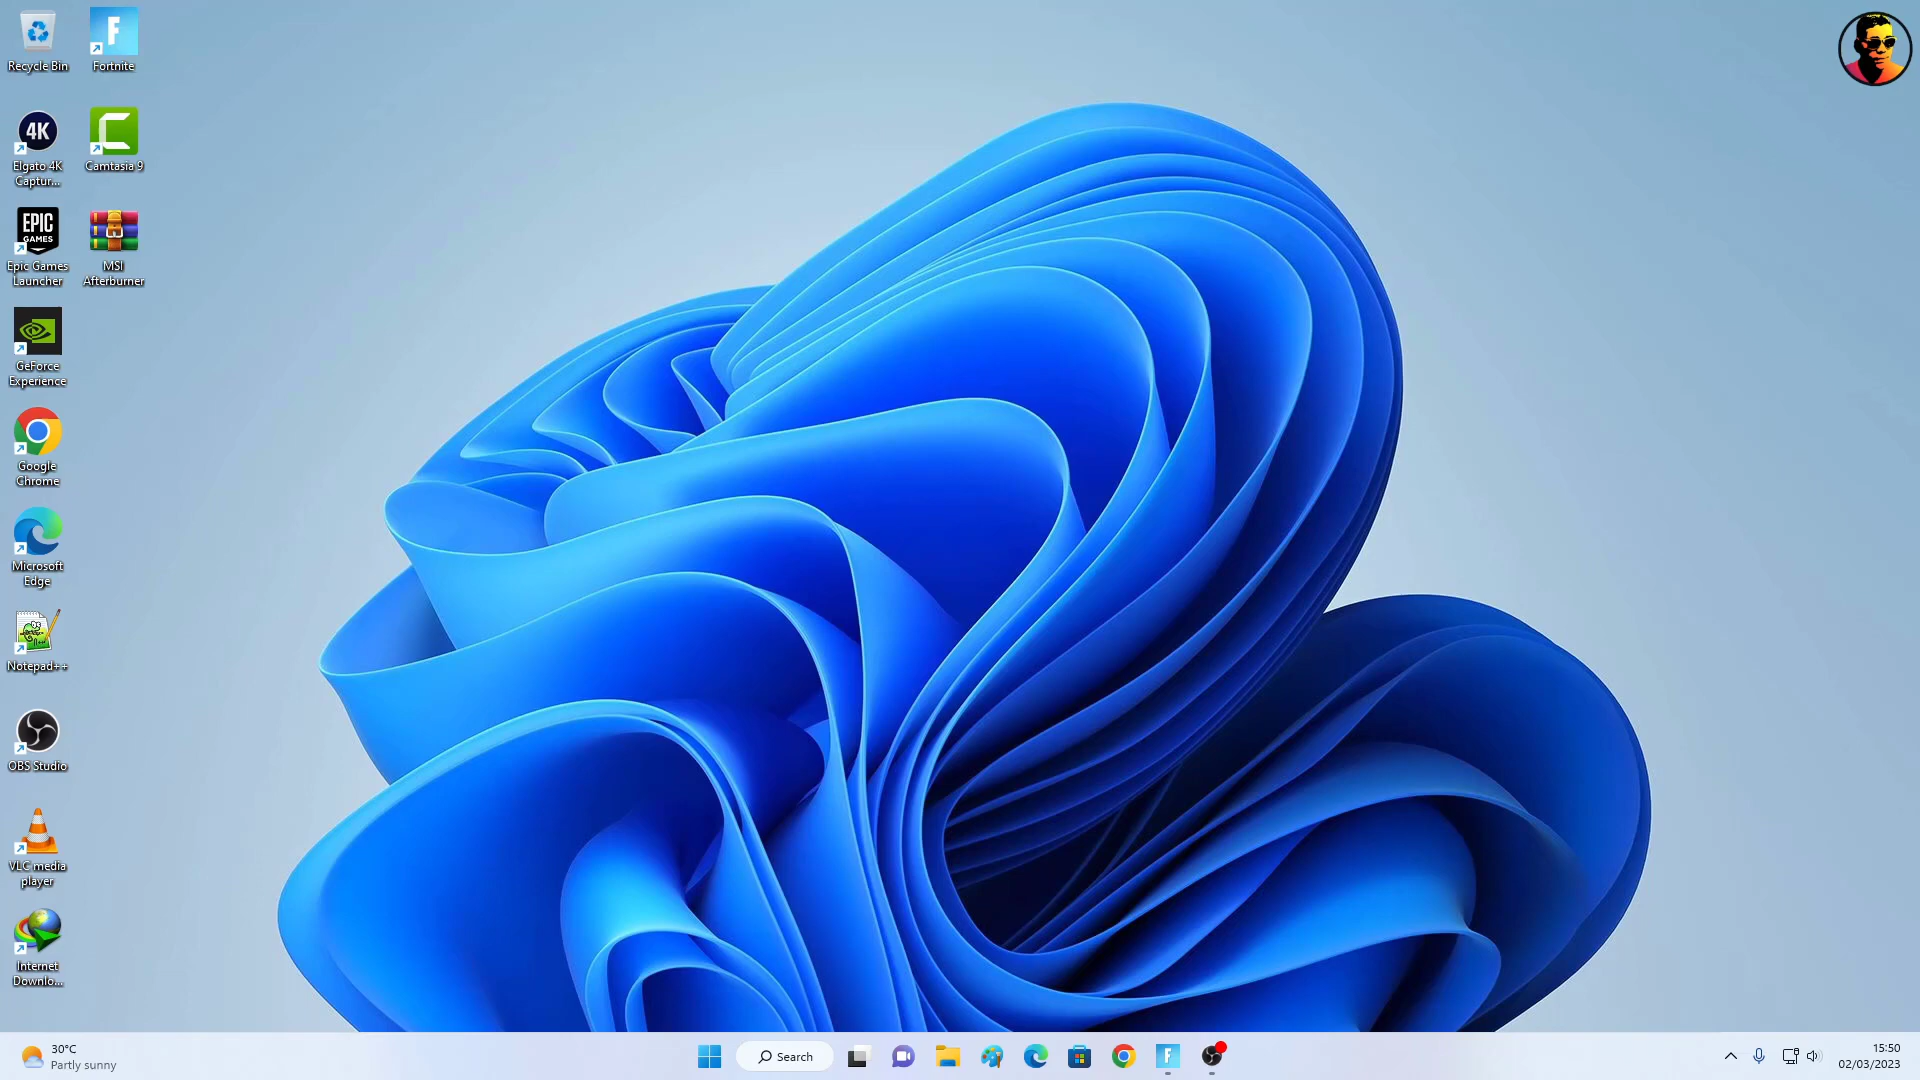 Recycle Bin
Fortnite
4K
Elgato 4K
Captur...
Camtasia 9
EPIC
GAMES
Epic Games
Launcher
MSI
Afterburner
GeForce
Experience
Google
Chrome
Microsoft
Edge
Notepad++
OBS Studio
VLC media
player
Internet
Downlo...
30°C
Partly sunny
Search
15:50
02/03/2023